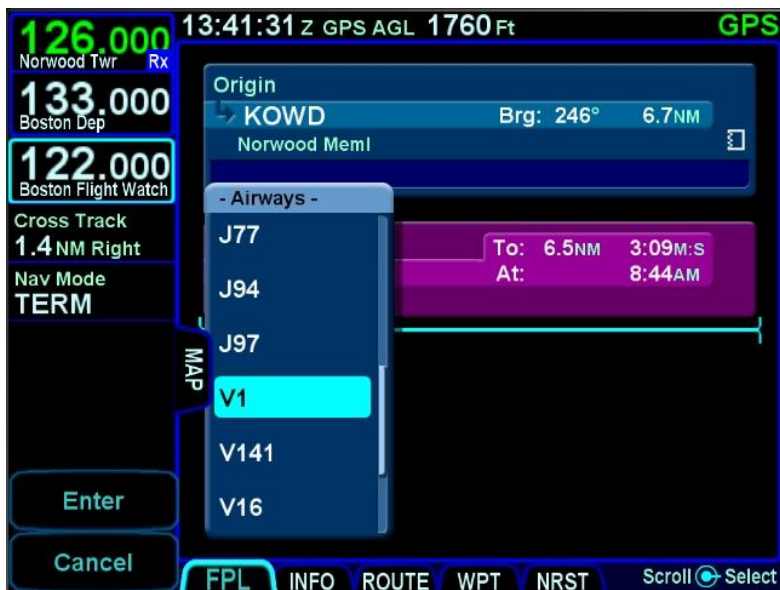 13:41:31 Z GPS AGL 1760 Ft GPS
126.000
Norwood Twr Rx
133.000
Boston Dep
122.000
Boston Flight Watch
Cross Track
1.4 NM Right
Nav Mode
TERM
Enter
Cancel
MAP
Origin
KOWD Brg: 246° 6.7NM
Norwood Meml
To: 6.5NM 3:09M:S
At: 8:44AM
- Airways -
J77
J94
J97
V1
V141
V16
FPL INFO ROUTE WPT NRST Scroll Select